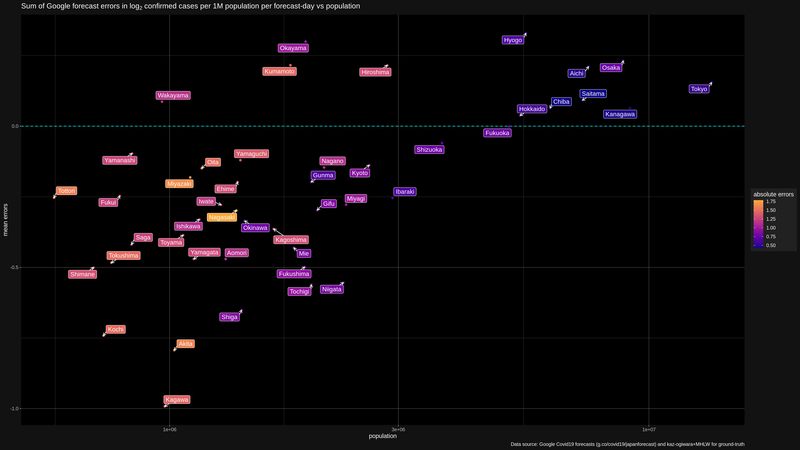 Sum of Google forecast errors in log2 confirmed cases per 1M population per forecast-day vs population
Okayama
Hyogo
Kumamoto
Hiroshima
Aichi
Osaka
Wakayama
Tokyo
Saitama
Chiba
Hokkaido
Kanagawa
0.0
Fukuoka
Yamanashi
Oita
Yamaguchi
Nagano
Shizuoka
Kyoto
Gunma
Miyazaki
Tottori
Ehime
Ibaraki
Fukui
Iwate
Gifu
Miyagi
Nagasaki
Ishikawa
Okinawa
Saga
Toyama
Kagoshima
Tokushima
Yamagata
Aomori
Mie
-0.5
Shimane
Fukushima
Tochigi
Niigata
Shiga
Kochi
Akita
Kagawa
-1.0
mean errors
1e+06
3e+06
1e+07
population
absolute errors
1.75
1.50
1.25
1.00
0.75
0.50
Data source: Google Covid19 forecasts (g.co/covid19/japanforecast) and kaz-ogiwara+MHLW for ground-truth